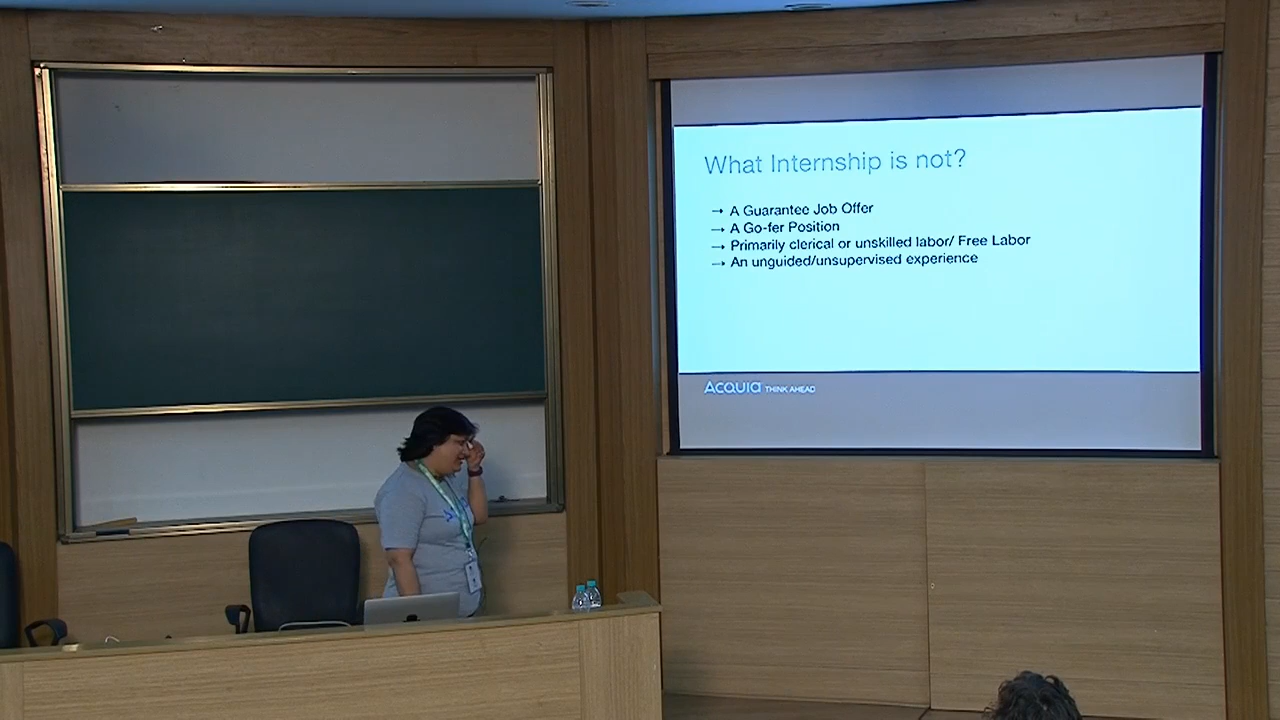 What Internship is not?
→ A Guarantee Job Offer
→ A Go-fer Position
→ Primarily clerical or unskilled labor/ Free Labor
→ An unguided/unsupervised experience
ACQUIA THINK AHEAD